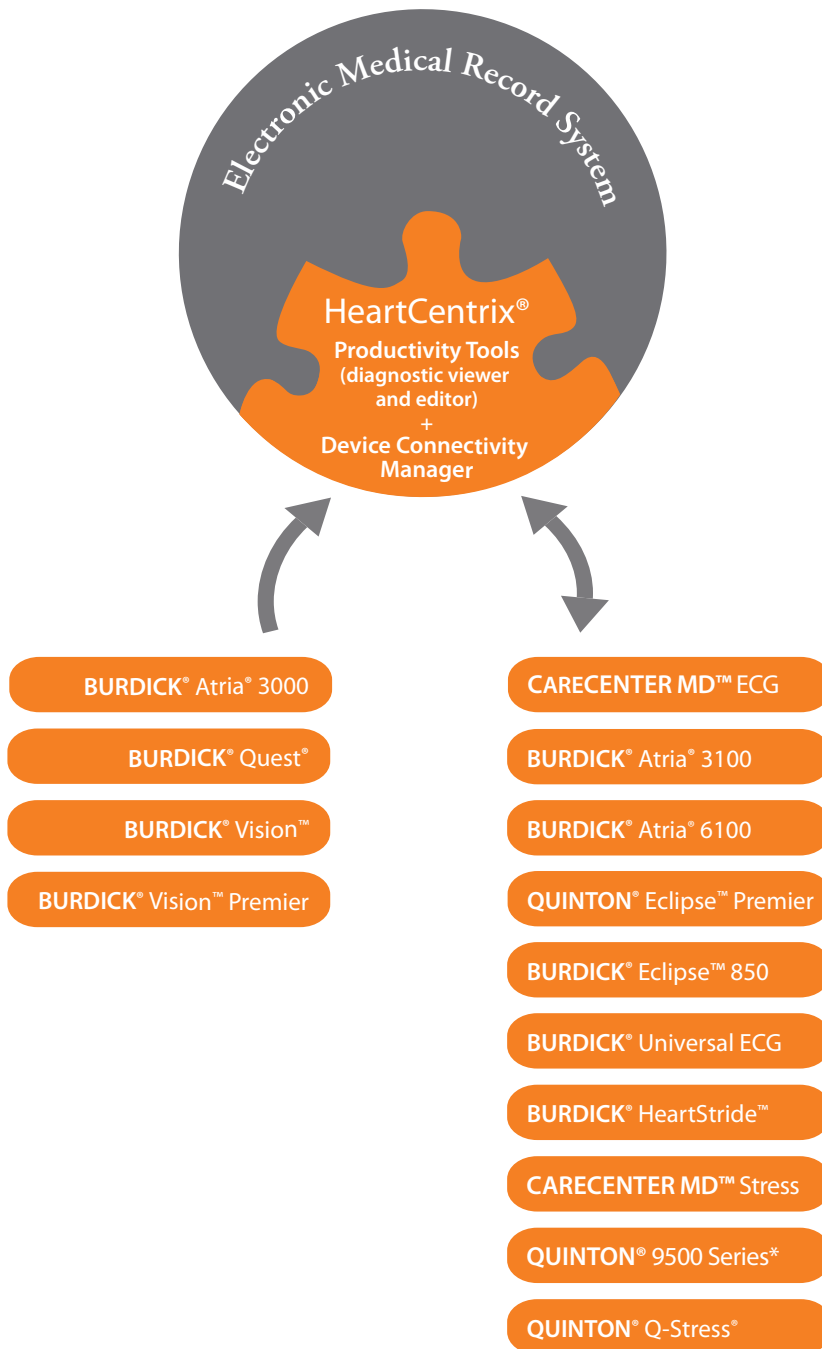 Electronic Medical Record System
HeartCentrix®
Productivity Tools
(diagnostic viewer
and editor)
+
Device Connectivity
Manager
BURDICK® Atria® 3000
BURDICK® Quest®
BURDICK® Vision™
BURDICK® Vision™ Premier
CARECENTER MD™ ECG
BURDICK® Atria® 3100
BURDICK® Atria® 6100
QUINTON® Eclipse™ Premier
BURDICK® Eclipse™ 850
BURDICK® Universal ECG
BURDICK® HeartStride™
CARECENTER MD™ Stress
QUINTON® 9500 Series*
QUINTON® Q-Stress®